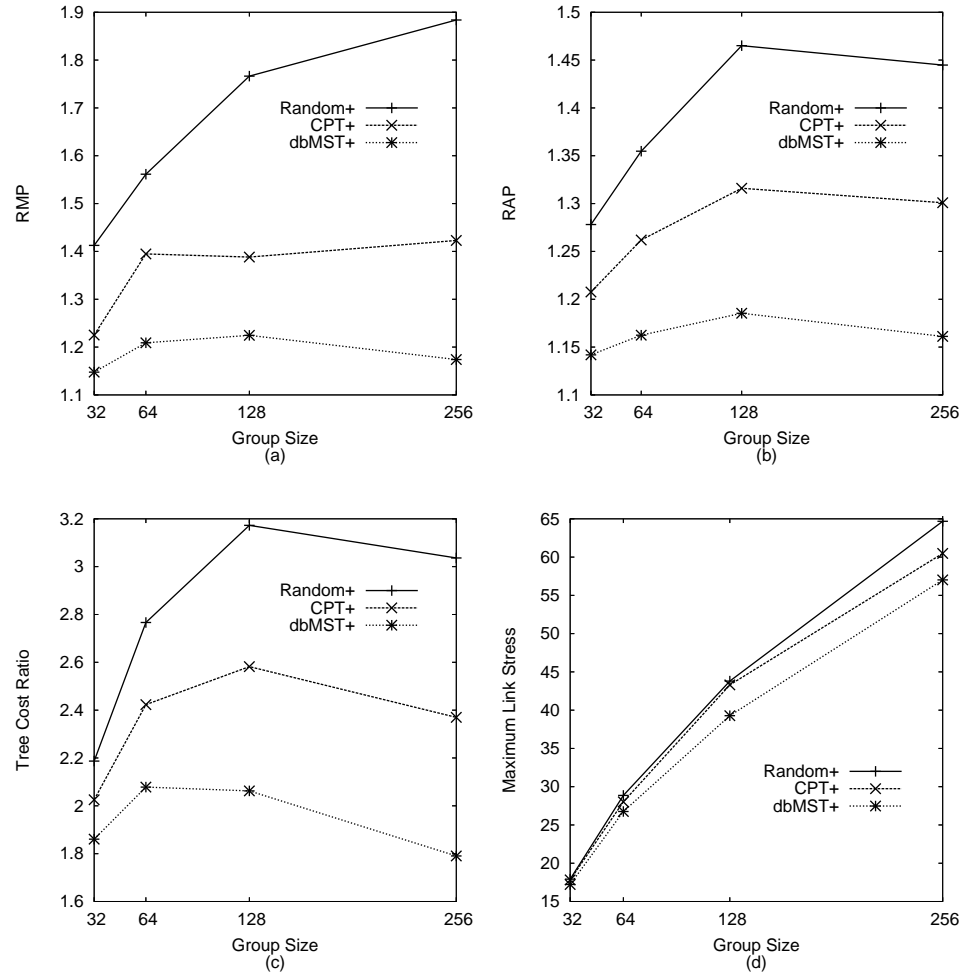 1.9
1.8
1.7
1.6
1.5
1.4
1.3
1.2
1.1
RMP
Random+
CPT+
dbMST+
32 64 128 256
Group Size
(a)
1.5
1.45
1.4
1.35
1.3
1.25
1.2
1.15
1.1
RAP
Random+
CPT+
dbMST+
32 64 128 256
Group Size
(b)
3.2
3
2.8
2.6
2.4
2.2
2
1.8
1.6
Tree Cost Ratio
Random+
CPT+
dbMST+
32 64 128 256
Group Size
(c)
65
60
55
50
45
40
35
30
25
20
15
Maximum Link Stress
Random+
CPT+
dbMST+
32 64 128 256
Group Size
(d)